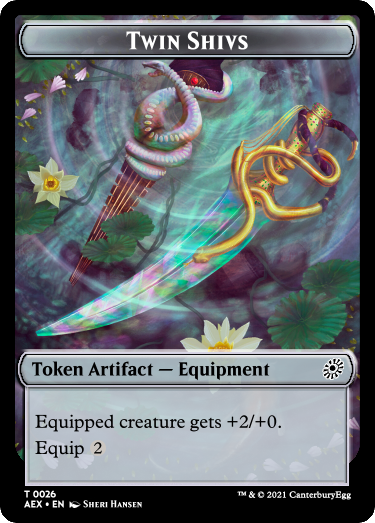 Twin Shivs
Token Artifact — Equipment
Equipped creature gets +2/+0.
Equip 2
T 0026
AEX • EN Sheri Hansen
™ & © 2021 CanterburyEgg